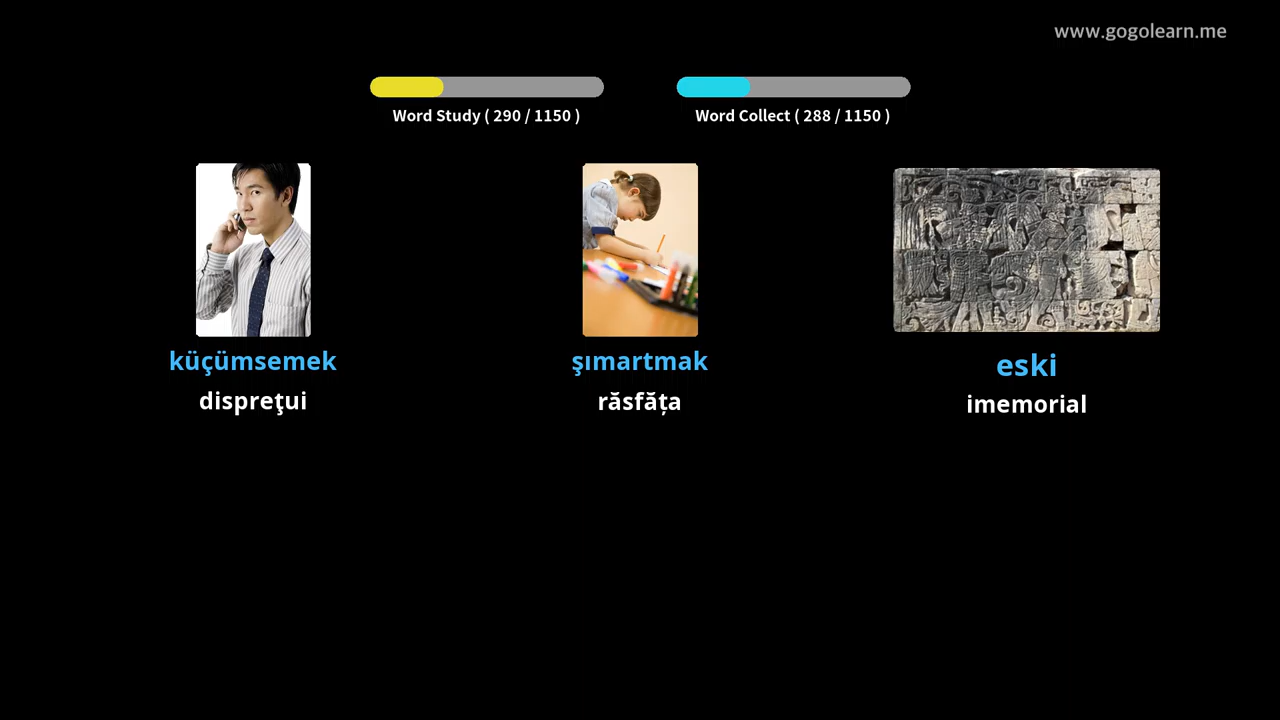 www.gogolearn.me
Word Study ( 290 / 1150 )
Word Collect ( 288 / 1150 )
küçümsemek
şımartmak
eski
dispreţui
răsfăța
imemorial